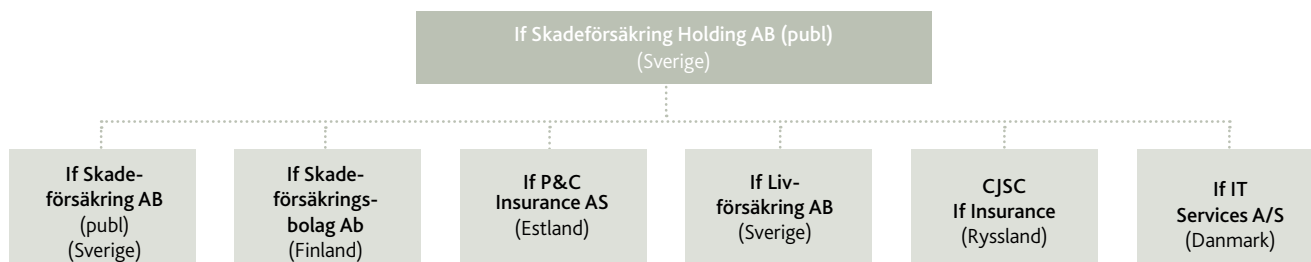 If Skadeförsäkring Holding AB (publ)
(Sverige)
If Skade-
försäkring AB
(publ)
(Sverige)
If Skade-
försäkrings-
bolag Ab
(Finland)
If P&C
Insurance AS
(Estland)
If Liv-
försäkring AB
(Sverige)
CJSC
If Insurance
(Ryssland)
If IT
Services A/S
(Danmark)